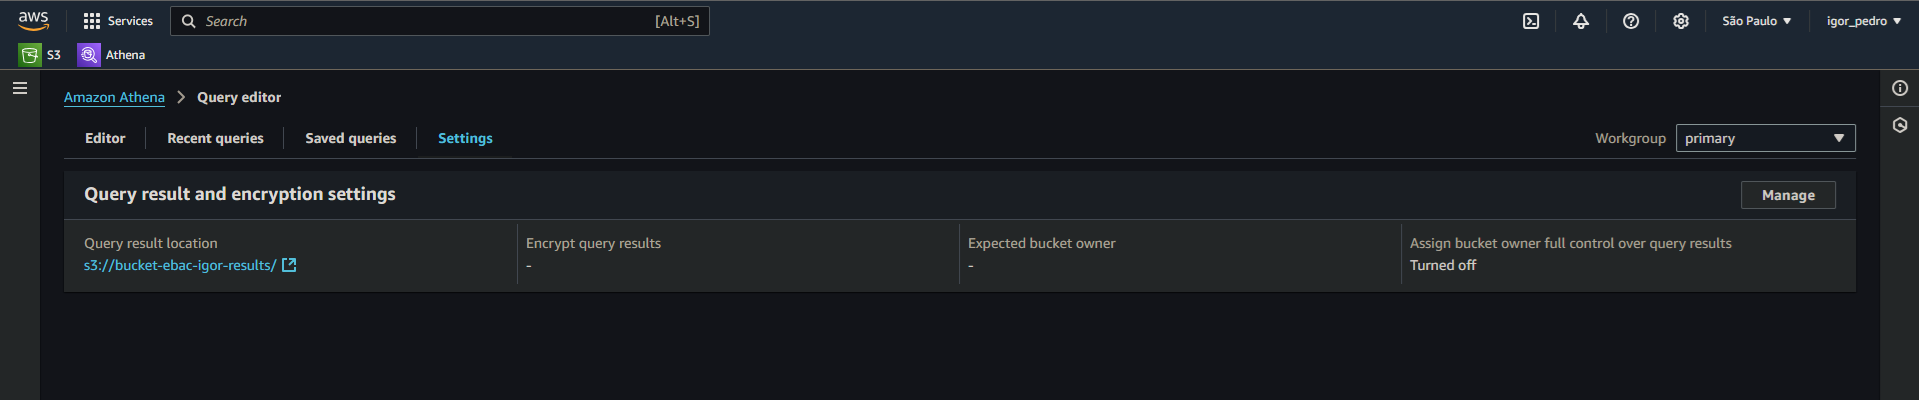 aws Services Search [Alt+S] São Paulo igor_pedro
S3 Athena
Amazon Athena Query editor
Editor Recent queries Saved queries Settings Workgroup primary
Query result and encryption settings Manage
Query result location Encrypt query results Expected bucket owner Assign bucket owner full control over query results
s3://bucket-ebac-igor-results/ - - Turned off